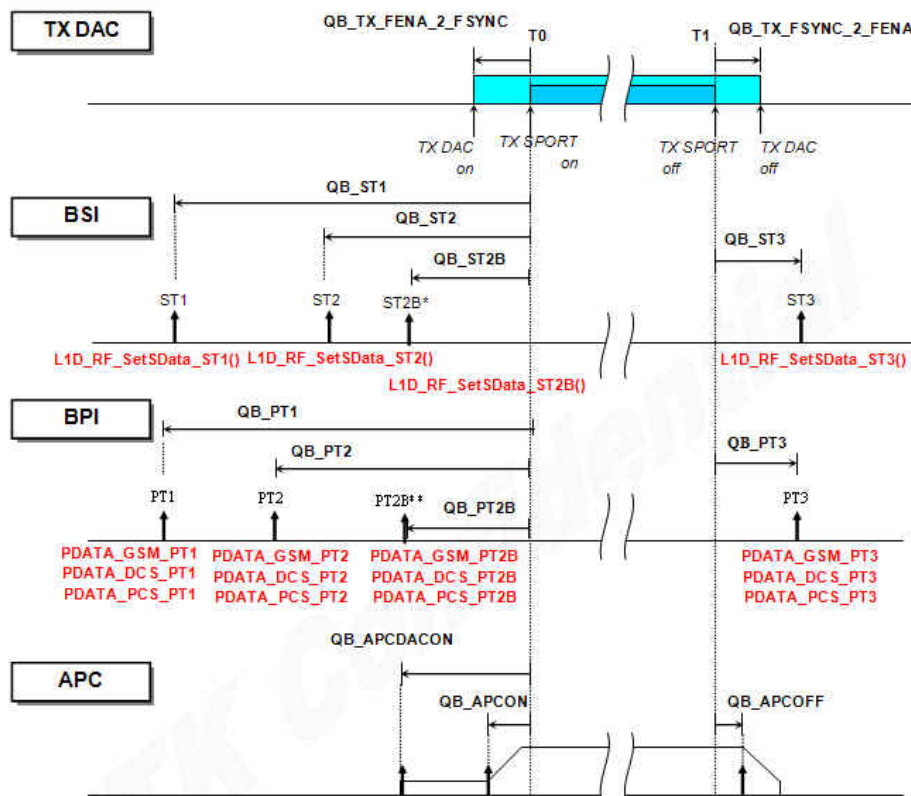 TX DAC
QB_TX_FENA_2_FSYNC
T0
T1
QB_TX_FSYNC_2_FENA
TX DAC on
TX SPORT on
TX SPORT off
TX DAC off
BSI
QB_ST1
QB_ST2
QB_ST2B
QB_ST3
ST1
ST2
ST2B*
ST3
L1D_RF_SetSData_ST1()
L1D_RF_SetSData_ST2()
L1D_RF_SetSData_ST2B()
L1D_RF_SetSData_ST3()
BPI
QB_PT1
QB_PT2
QB_PT2B
QB_PT3
PT1
PT2
PT2B**
PT3
PDATA_GSM_PT1
PDATA_DCS_PT1
PDATA_PCS_PT1
PDATA_GSM_PT2
PDATA_DCS_PT2
PDATA_PCS_PT2
PDATA_GSM_PT2B
PDATA_DCS_PT2B
PDATA_PCS_PT2B
PDATA_GSM_PT3
PDATA_DCS_PT3
PDATA_PCS_PT3
APC
QB_APCDACON
QB_APCON
QB_APCOFF
MTK Confidential